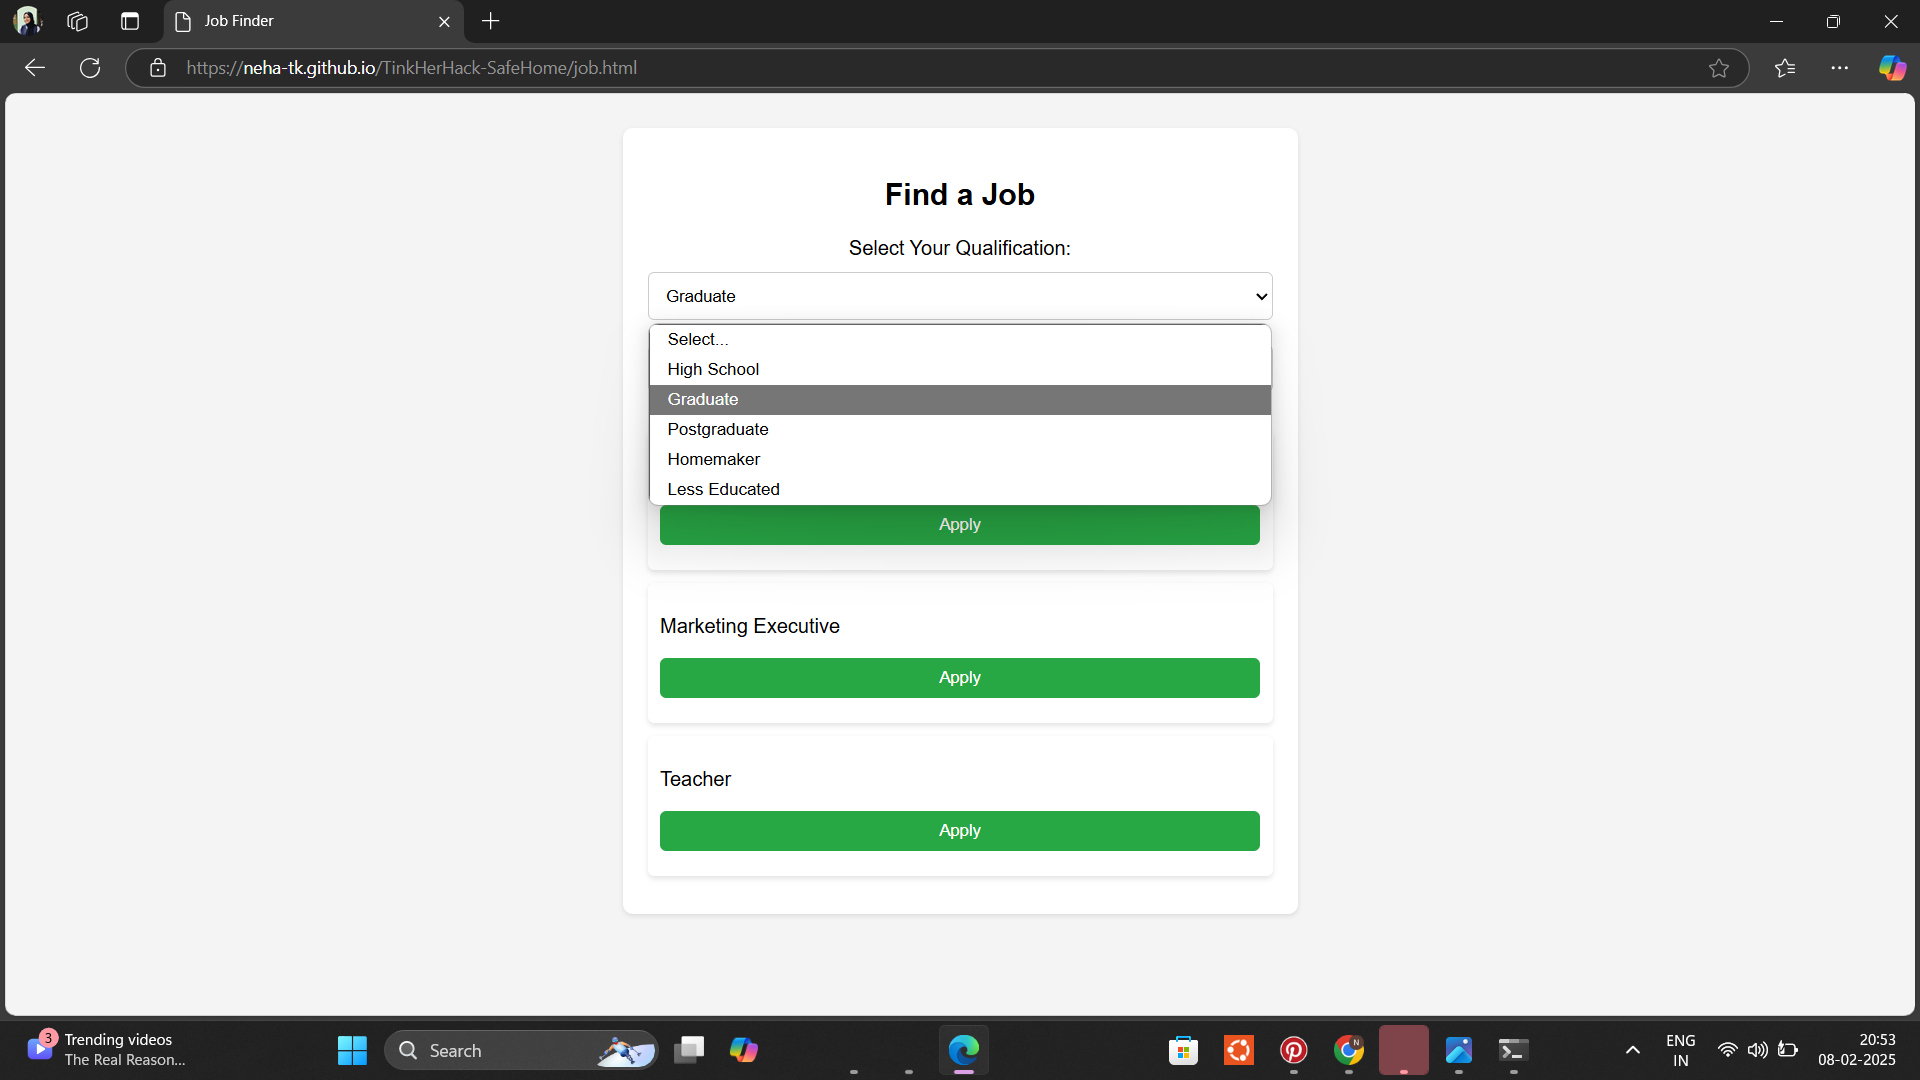 Job Finder
https://neha-tk.github.io/TinkHerHack-SafeHome/job.html
Find a Job
Select Your Qualification:
Graduate
Select...
High School
Graduate
Postgraduate
Homemaker
Less Educated
Apply
Marketing Executive
Apply
Teacher
Apply
3
Trending videos
The Real Reason...
Search
N
ENG
IN
20:53
08-02-2025